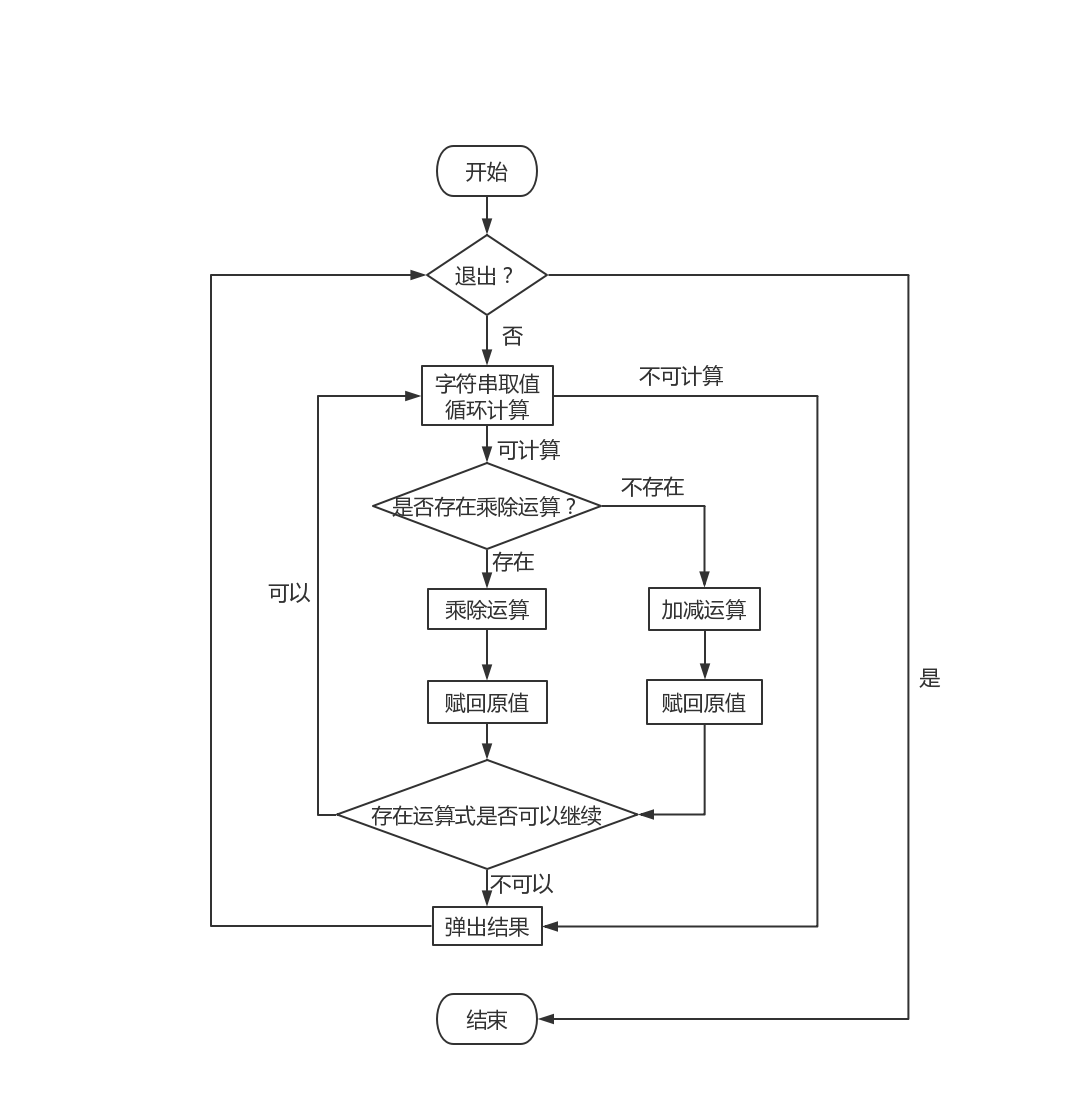 开始
退出？
否
字符串取值
循环计算
不可计算
可计算
是否存在乘除运算？
不存在
存在
可以
乘除运算
加减运算
是
赋回原值
赋回原值
存在运算式是否可以继续
不可以
弹出结果
结束